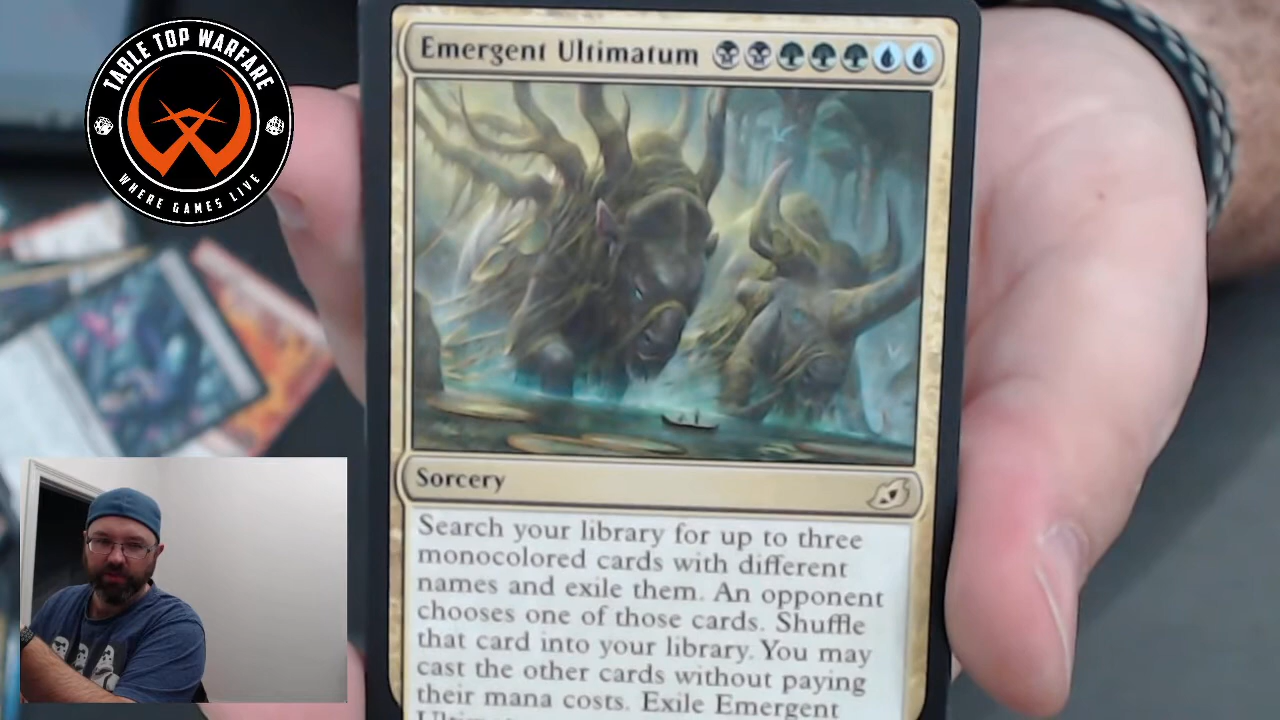 TABLE TOP WARFARE
WHERE GAMES LIVE
Emergent Ultimatum
Sorcery
Search your library for up to three
monocolored cards with different
names and exile them. An opponent
chooses one of those cards. Shuffle
that card into your library. You may
cast the other cards without paying
their mana costs. Exile Emergent